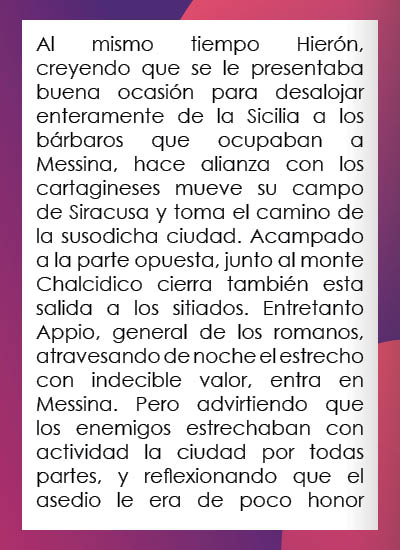 Al mismo tiempo Hierón,
creyendo que se le presentaba
buena ocasión para desalojar
enteramente de la Sicilia a los
bárbaros que ocupaban a
Messina, hace alianza con los
cartagineses mueve su campo
de Siracusa y toma el camino de
la susodicha ciudad. Acampado
a la parte opuesta, junto al monte
Chalcidico cierra también esta
salida a los sitiados. Entretanto
Appio, general de los romanos,
atravesando de noche el estrecho
con indecible valor, entra en
Messina. Pero advirtiendo que
los enemigos estrechaban con
actividad la ciudad por todas
partes, y reflexionando que el
asedio le era de poco honor